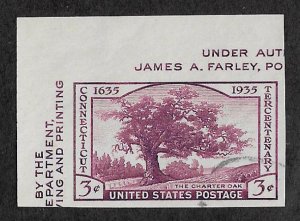 UNDER AUT
JAMES A. FARLEY, PO
BY THE
EPARTMENT,
VING AND PRINTING
1635 1935
CONNECTICUT
TERCENTENARY
THE CHARTER OAK
3¢ UNITED STATES POSTAGE 3¢